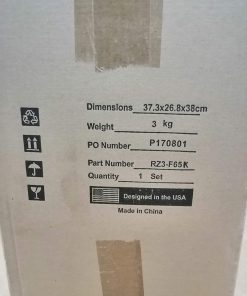 Dimensions 37.3x26.8x38cm
Weight 3 kg
PO Number P170801
Part Number RZ3-F65K
Quantity 1 Set
Designed in the USA
Made in China